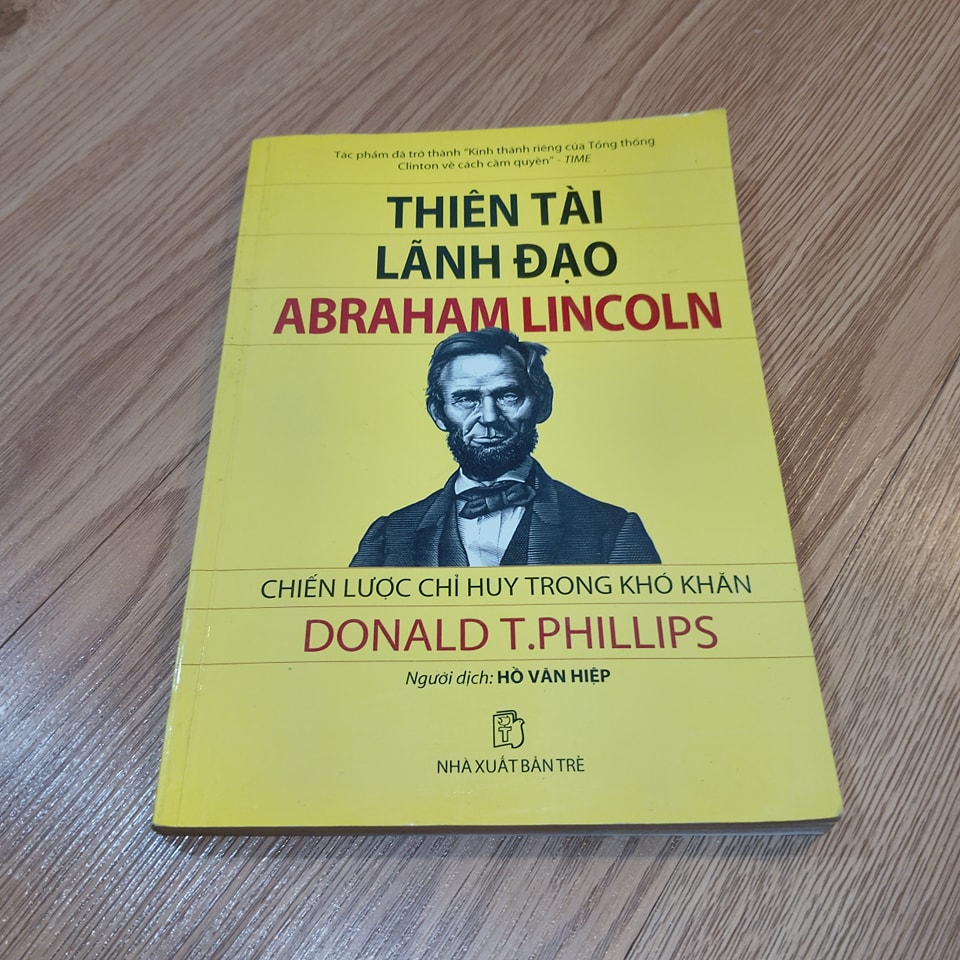 Tác phẩm đã trở thành "Kinh thánh riêng của Tổng thống
Clinton về cách cầm quyền" - TIME
THIÊN TÀI
LÃNH ĐẠO
ABRAHAM LINCOLN
CHIẾN LƯỢC CHỈ HUY TRONG KHÓ KHĂN
DONALD T.PHILLIPS
Người dịch: HỒ VĂN HIỆP
NHÀ XUẤT BẢN TRẺ